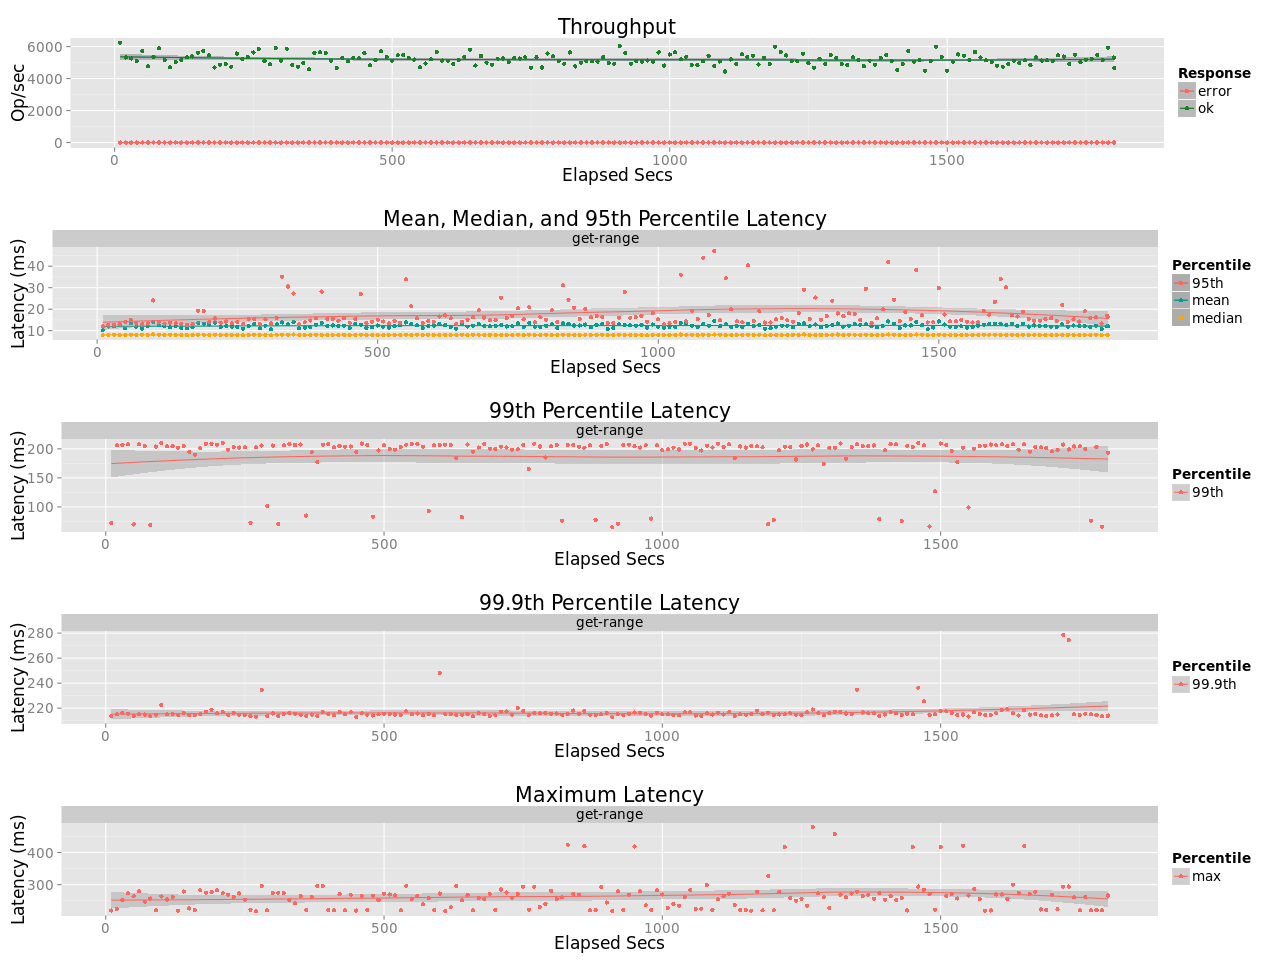 Throughput
6000
4000
2000
0
Op/sec
0 500 1000 1500
Elapsed Secs
Response
error
ok
Mean, Median, and 95th Percentile Latency
get-range
40
30
20
10
Latency (ms)
0 500 1000 1500
Elapsed Secs
Percentile
95th
mean
median
99th Percentile Latency
get-range
200
150
100
Latency (ms)
0 500 1000 1500
Elapsed Secs
Percentile
99th
99.9th Percentile Latency
get-range
280
260
240
220
Latency (ms)
0 500 1000 1500
Elapsed Secs
Percentile
99.9th
Maximum Latency
get-range
400
300
Latency (ms)
0 500 1000 1500
Elapsed Secs
Percentile
max